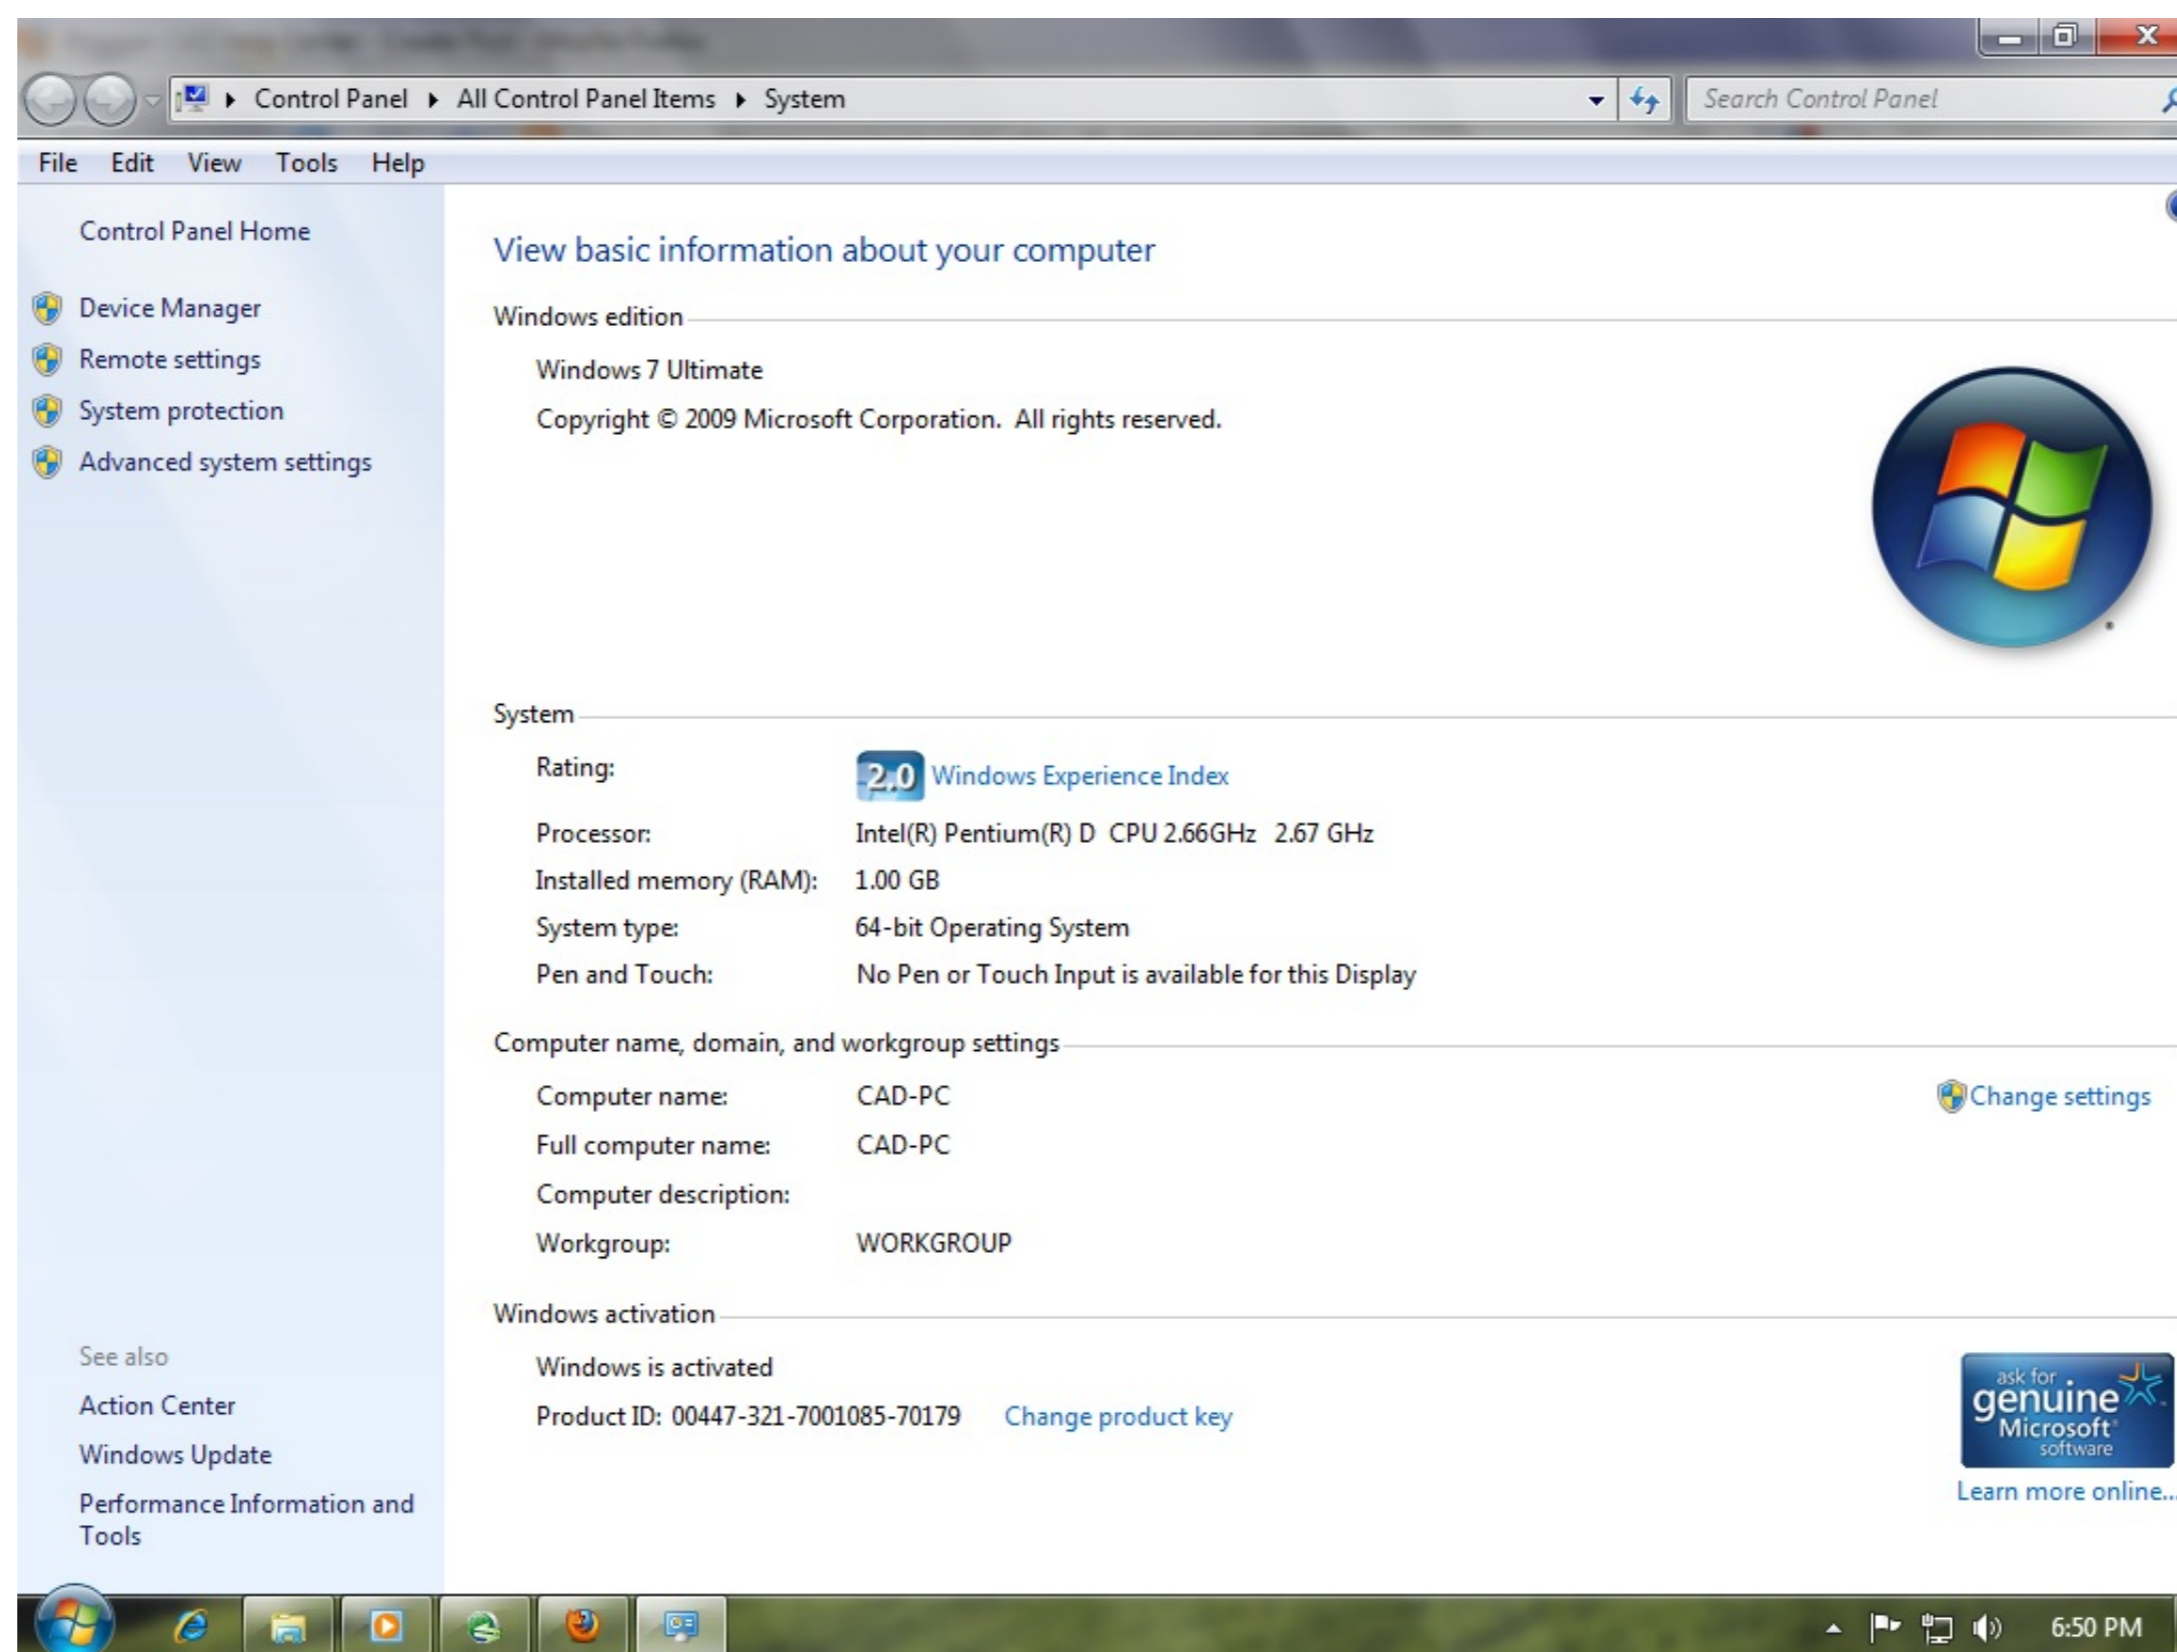 Control Panel ▸ All Control Panel Items ▸ System
Search Control Panel
File Edit View Tools Help
Control Panel Home
Device Manager
Remote settings
System protection
Advanced system settings
View basic information about your computer
Windows edition
Windows 7 Ultimate
Copyright © 2009 Microsoft Corporation. All rights reserved.
System
Rating: 2.0 Windows Experience Index
Processor: Intel(R) Pentium(R) D CPU 2.66GHz 2.67 GHz
Installed memory (RAM): 1.00 GB
System type: 64-bit Operating System
Pen and Touch: No Pen or Touch Input is available for this Display
Computer name, domain, and workgroup settings
Computer name: CAD-PC
Change settings
Full computer name: CAD-PC
Computer description:
Workgroup: WORKGROUP
Windows activation
Windows is activated
Product ID: 00447-321-7001085-70179 Change product key
ask for
genuine
Microsoft
software
Learn more online...
See also
Action Center
Windows Update
Performance Information and
Tools
6:50 PM